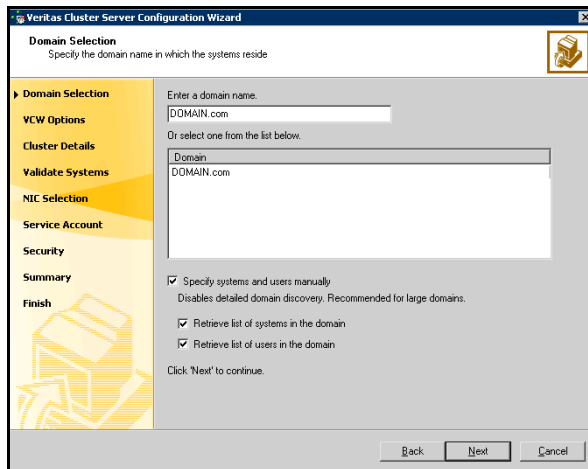 Veritas Cluster Server Configuration Wizard
Domain Selection
Specify the domain name in which the systems reside
Domain Selection
VCW Options
Cluster Details
Validate Systems
NIC Selection
Service Account
Security
Summary
Finish
Enter a domain name.
DOMAIN.com
Or select one from the list below.
Domain
DOMAIN.com
Specify systems and users manually
Disables detailed domain discovery. Recommended for large domains.
Retrieve list of systems in the domain
Retrieve list of users in the domain
Click 'Next' to continue.
Back Next Cancel